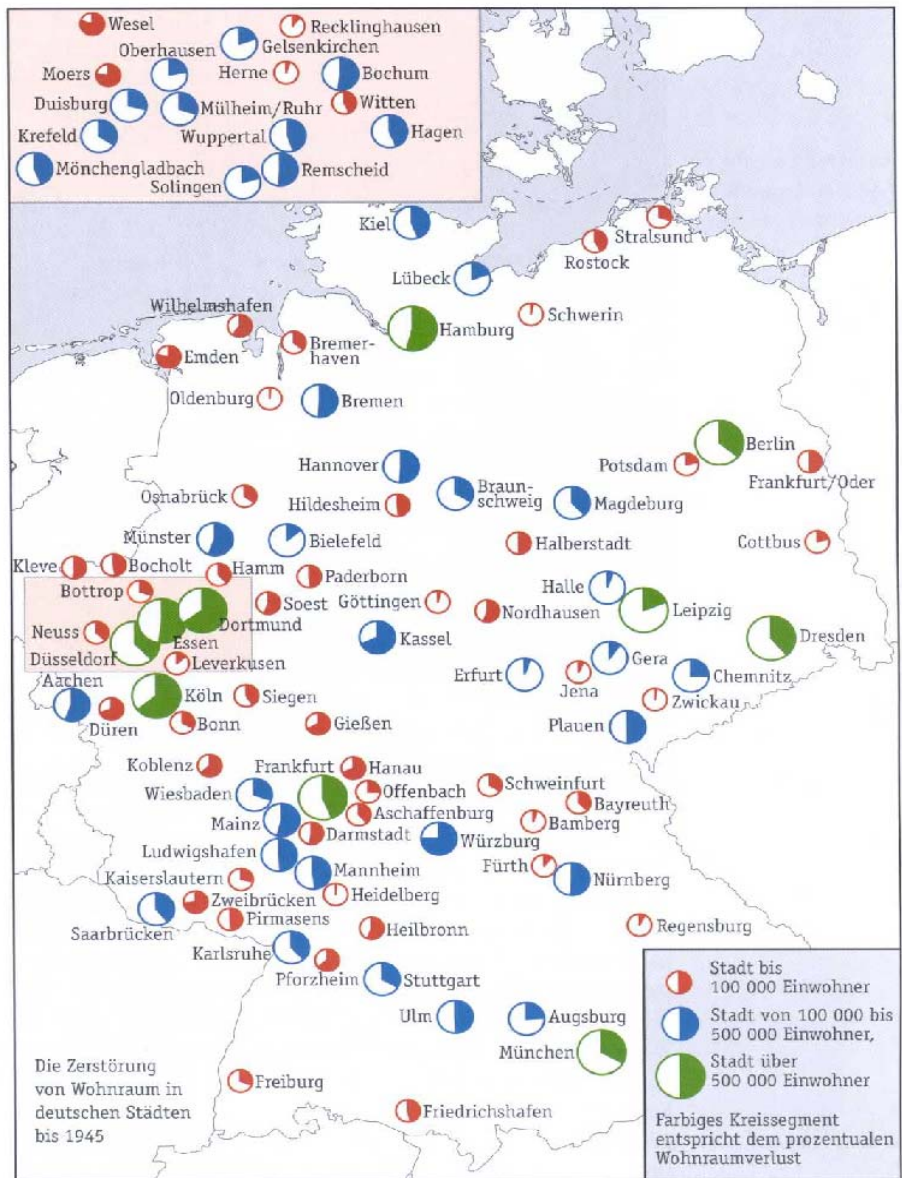 Wesel
Recklinghausen
Oberhausen
Gelsenkirchen
Moers
Herne
Bochum
Duisburg
Mülheim/Ruhr
Witten
Krefeld
Wuppertal
Hagen
Mönchengladbach
Remscheid
Solingen
Kiel
Stralsund
Rostock
Lübeck
Wilhelmshafen
Hamburg
Schwerin
Emden
Bremer-
haven
Oldenburg
Bremen
Berlin
Hannover
Potsdam
Frankfurt/Oder
Osnabrück
Hildesheim
Braun-
schweig
Magdeburg
Münster
Bielefeld
Halberstadt
Cottbus
Kleve
Bocholt
Hamm
Paderborn
Halle
Bottrop
Soest
Göttingen
Nordhausen
Leipzig
Dortmund
Neuss
Essen
Kassel
Dresden
Düsseldorf
Leverkusen
Gera
Aachen
Erfurt
Jena
Chemnitz
Köln
Siegen
Zwickau
Düren
Bonn
Gießen
Plauen
Koblenz
Frankfurt
Hanau
Wiesbaden
Offenbach
Schweinfurt
Bayreuth
Mainz
Aschaffenburg
Bamberg
Darmstadt
Würzburg
Ludwigshafen
Mannheim
Fürth
Nürnberg
Kaiserslautern
Heidelberg
Zweibrücken
Pirmasens
Saarbrücken
Heilbronn
Regensburg
Karlsruhe
Pforzheim
Stuttgart
Ulm
Augsburg
München
Freiburg
Friedrichshafen
Die Zerstörung
von Wohnraum in
deutschen Städten
bis 1945
Stadt bis
100 000 Einwohner
Stadt von 100 000 bis
500 000 Einwohner,
Stadt über
500 000 Einwohner
Farbiges Kreissegment
entspricht dem prozentualen
Wohnraumverlust